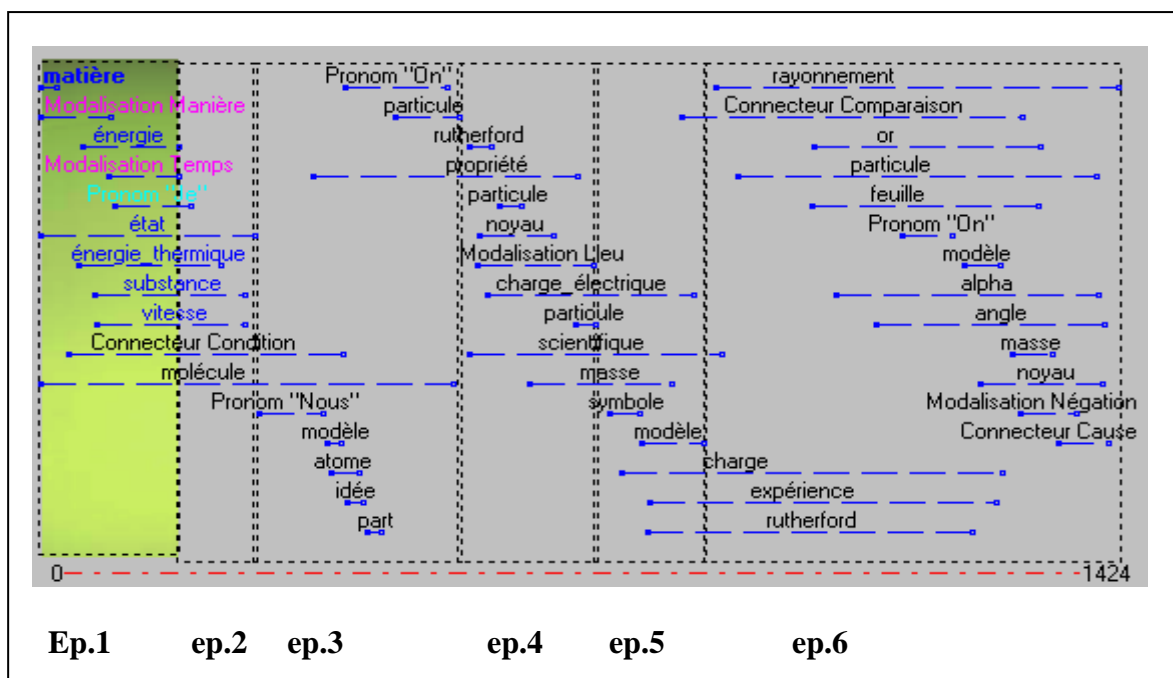 matière Pronom "On" rayonnement
Modalisation Manière particule Connecteur Comparaison
énergie rutherford or
Modalisation Temps propriété particule
Pronom "Je" particule feuille
état noyau Pronom "On"
énergie_thermique Modalisation Lieu modèle
substance charge_électrique alpha
vitesse particule angle
Connecteur Condition scientifique masse
molécule masse noyau
Pronom "Nous" symbole Modalisation Négation
modèle modèle Connecteur Cause
atome charge
idée expérience
part rutherford
0 1424
Ep.1 ep.2 ep.3 ep.4 ep.5 ep.6